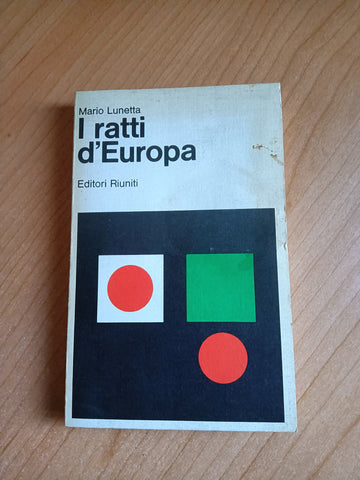 Mario Lunetta
I ratti
d'Europa
Editori Riuniti